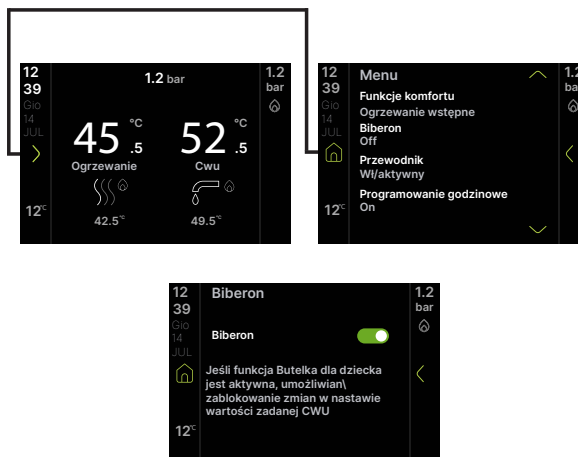 12
39
Gio
14
JUL
12°C
1.2 bar
45.5 °C
52.5 °C
Ogrzewanie
Cwu
42.5°C
49.5°C
1.2
bar
12
39
Gio
14
JUL
12°C
Menu
Funkcje komfortu
Ogrzewanie wstępne
Biberon
Off
Przewodnik
Wł/aktywny
Programowanie godzinowe
On
1.2
ba
12
39
Gio
14
JUL
12°C
Biberon
Biberon
Jeśli funkcja Butelka dla dziecka
jest aktywna, umożliwian\
zablokowanie zmian w nastawie
wartości zadanej CWU
1.2
bar